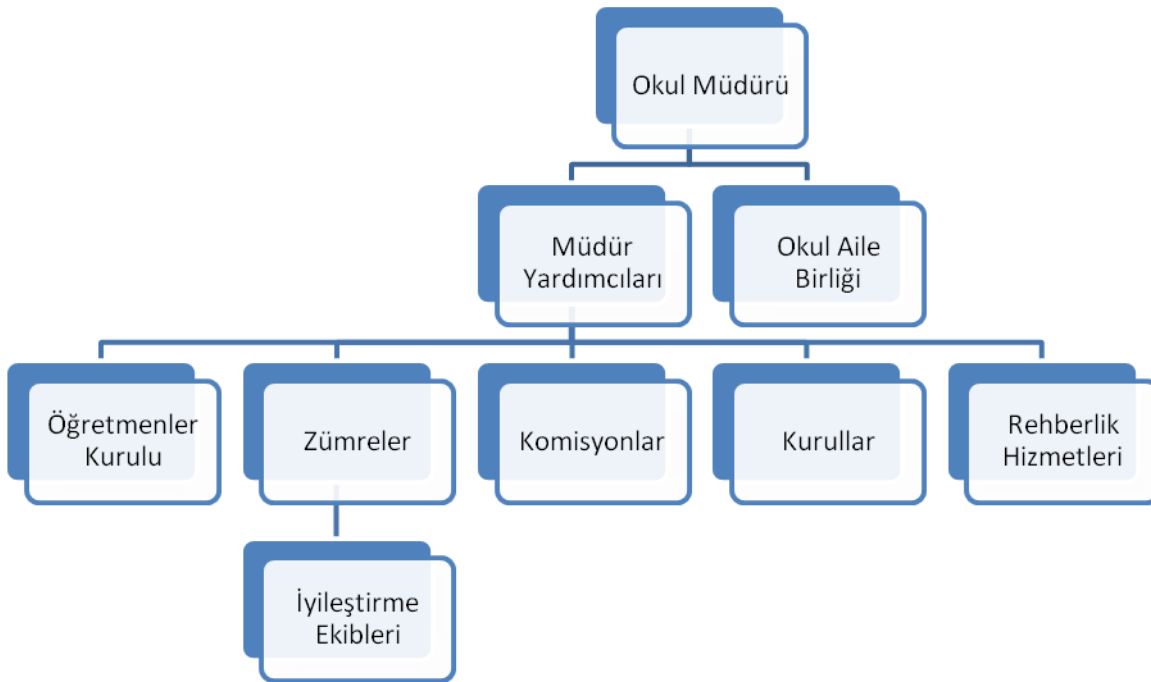 Okul Müdürü
Müdür
Yardımcıları
Okul Aile
Birliği
Öğretmenler
Kurulu
Zümreler
Komisyonlar
Kurullar
Rehberlik
Hizmetleri
İyileştirme
Ekibleri